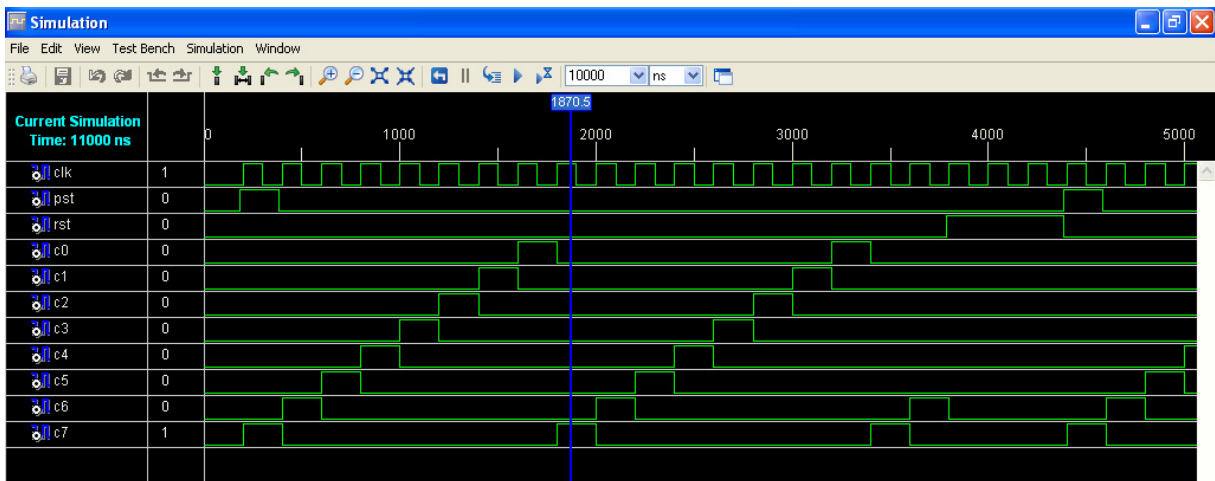 Simulation
File Edit View Test Bench Simulation Window
10000 ns
1870.5
Current Simulation
Time: 11000 ns
0 1000 2000 3000 4000 5000
clk 1
pst 0
rst 0
c0 0
c1 0
c2 0
c3 0
c4 0
c5 0
c6 0
c7 1